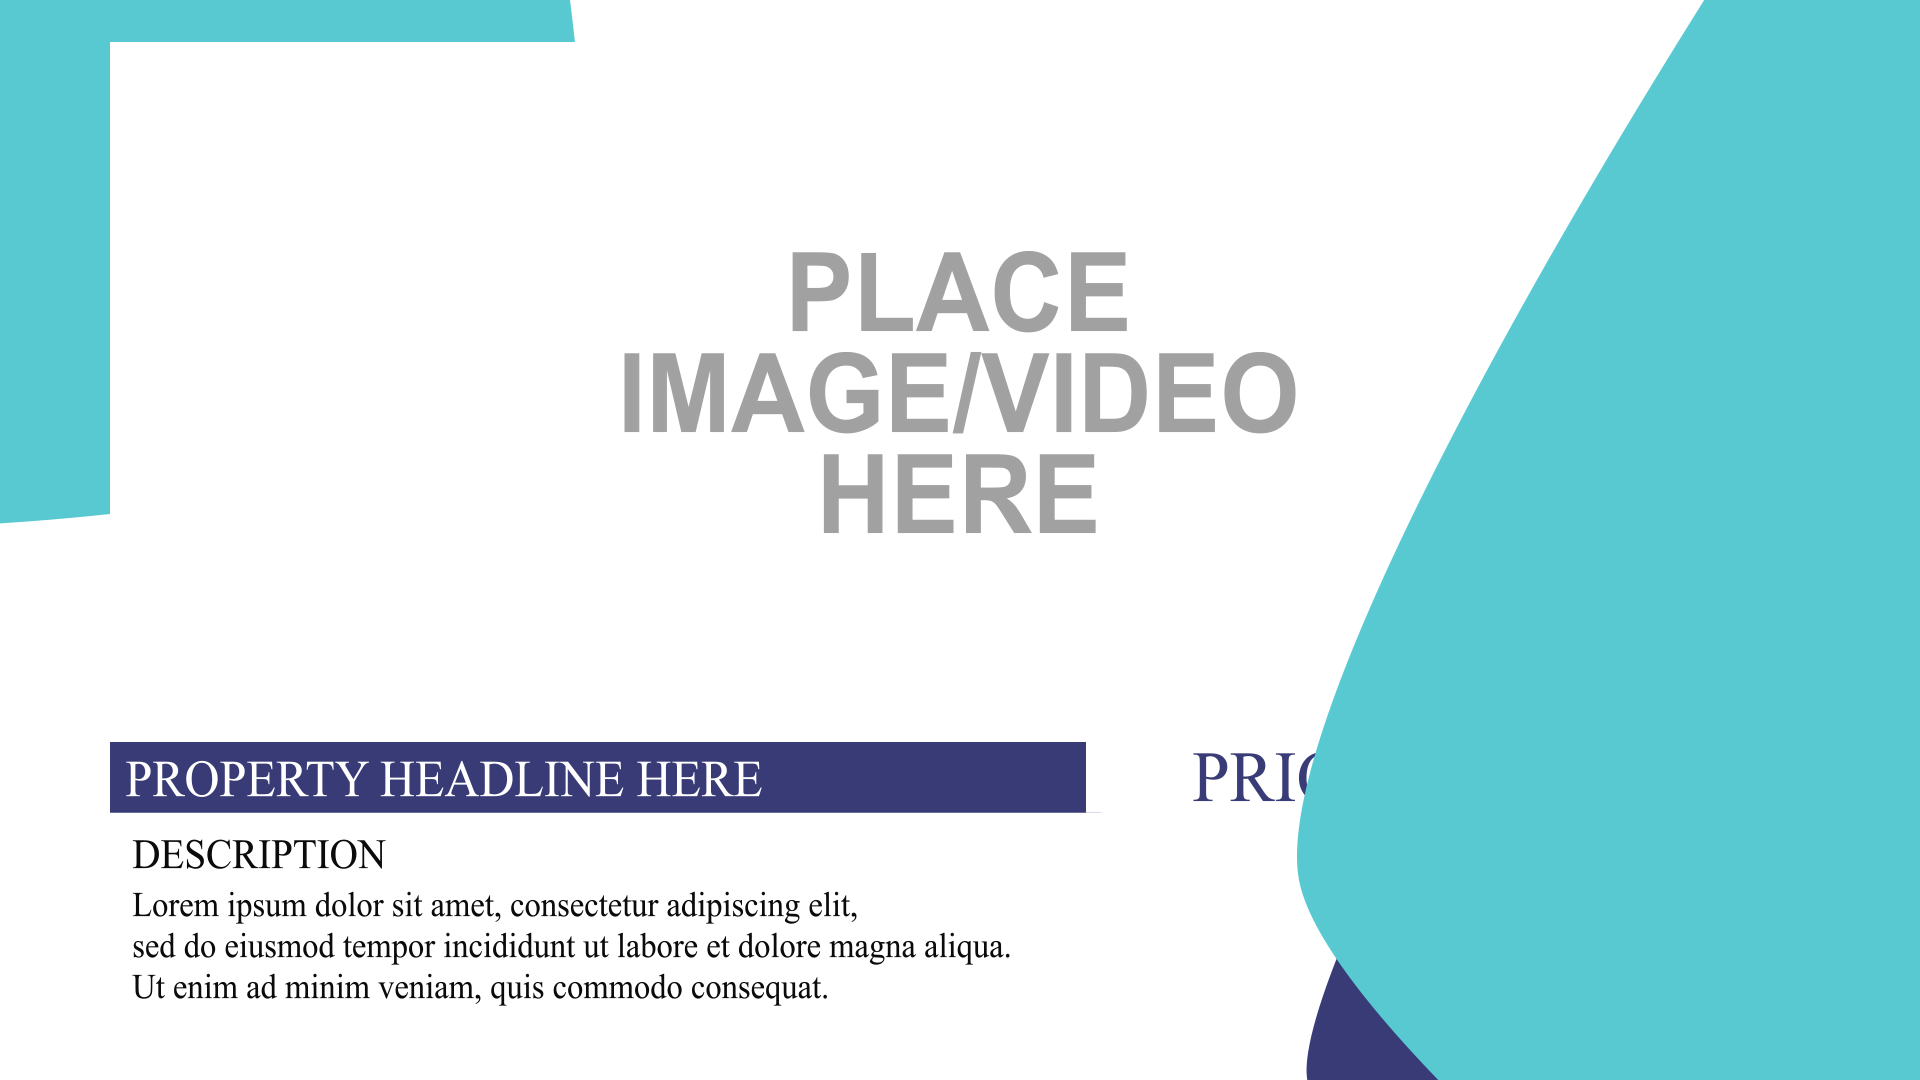 PLACE
IMAGE/VIDEO
HERE
PROPERTY HEADLINE HERE
DESCRIPTION
Lorem ipsum dolor sit amet, consectetur adipiscing elit,
sed do eiusmod tempor incididunt ut labore et dolore magna aliqua.
Ut enim ad minim veniam, quis commodo consequat.